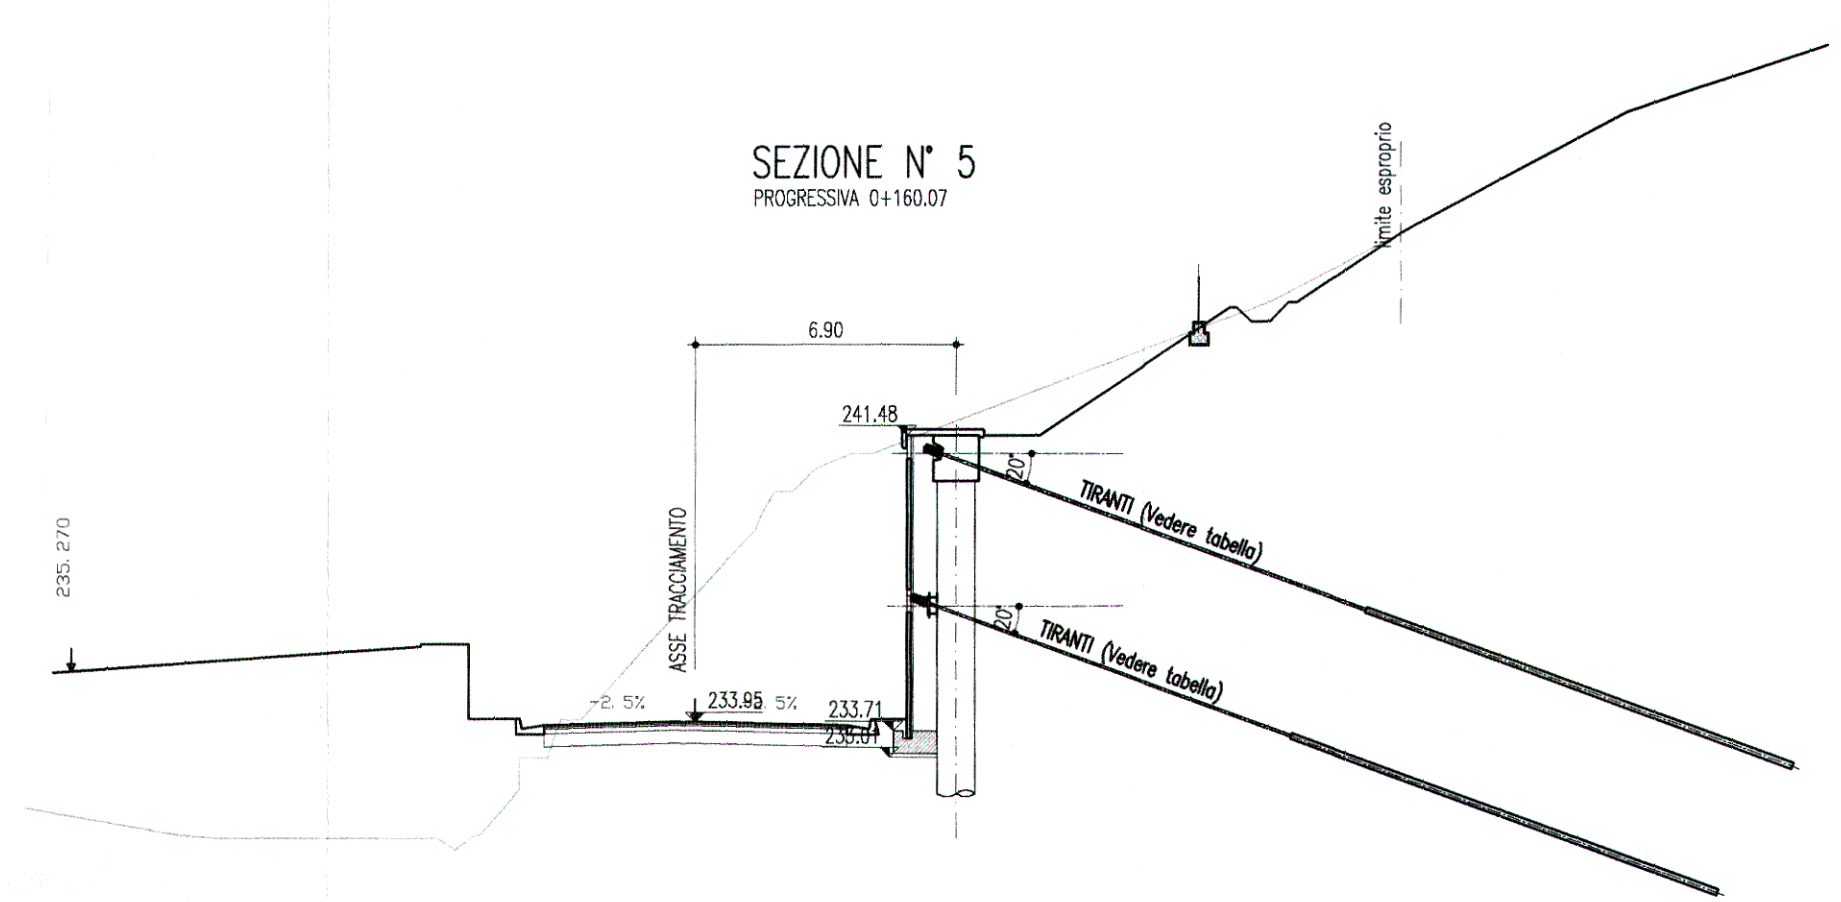 SEZIONE N° 5
PROGRESSIVA 0+160.07
limite esproprio
6.90
241.48
20°
TIRANTI (Vedere tabella)
ASSE TRACCIAMENTO
235.270
20°
TIRANTI (Vedere tabella)
-2.5%
233.95
.5%
233.71